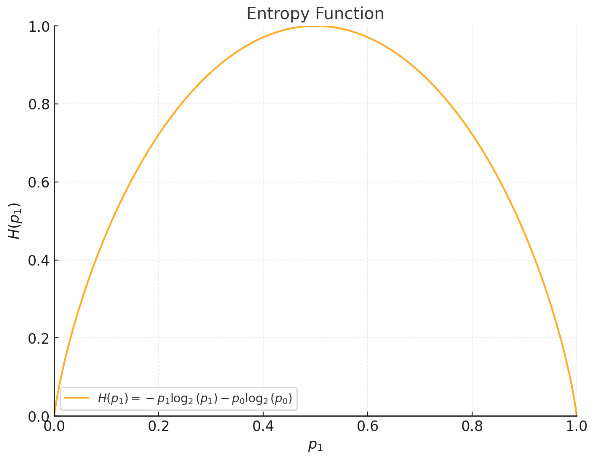 Entropy Function
H(p₁)
1.0
0.8
0.6
0.4
0.2
0.0
H(p₁) = −p₁log₂(p₁) − p₀log₂(p₀)
0.0 0.2 0.4 0.6 0.8 1.0
p₁